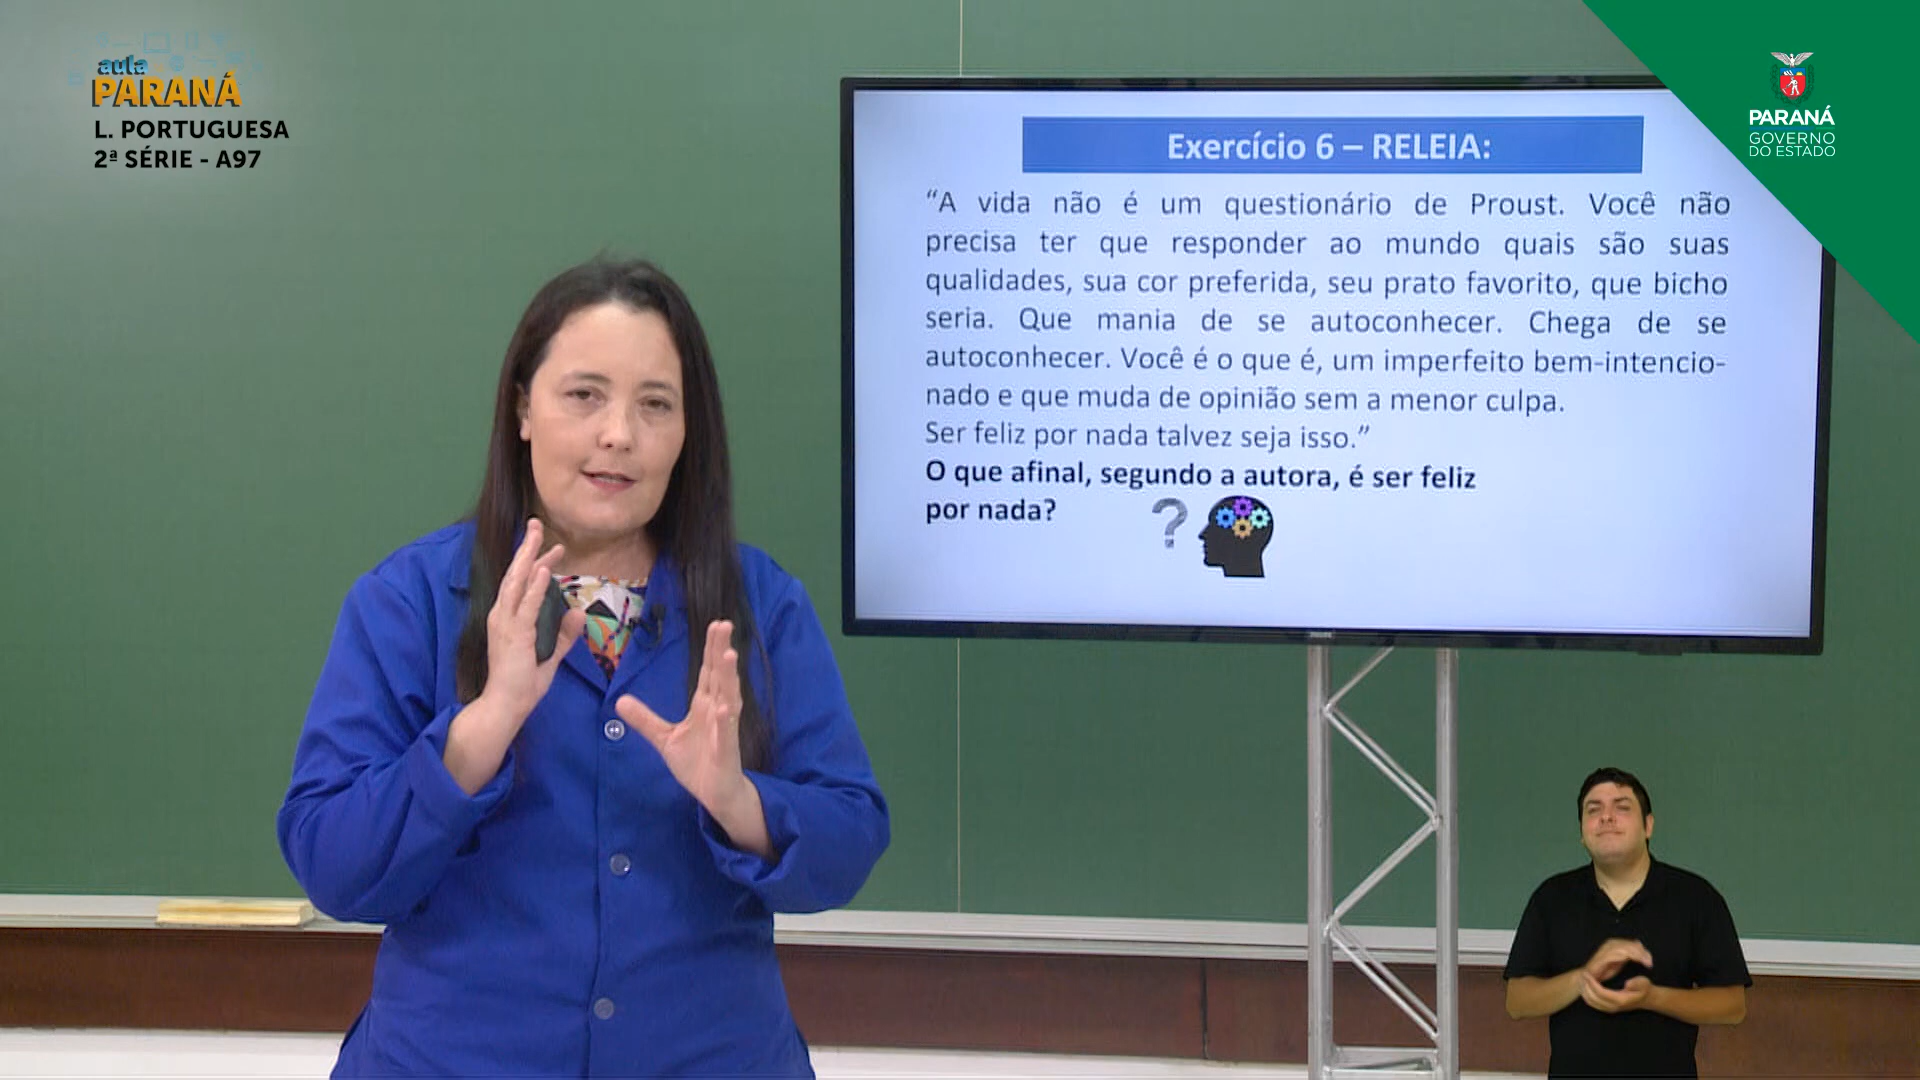 aula
PARANÁ
L. PORTUGUESA
2ª SÉRIE - A97
PARANÁ
GOVERNO
DO ESTADO
Exercício 6 – RELEIA:
“A vida não é um questionário de Proust. Você não
precisa ter que responder ao mundo quais são suas
qualidades, sua cor preferida, seu prato favorito, que bicho
seria. Que mania de se autoconhecer. Chega de se
autoconhecer. Você é o que é, um imperfeito bem-intencio-
nado e que muda de opinião sem a menor culpa.
Ser feliz por nada talvez seja isso.”
O que afinal, segundo a autora, é ser feliz
por nada?
?